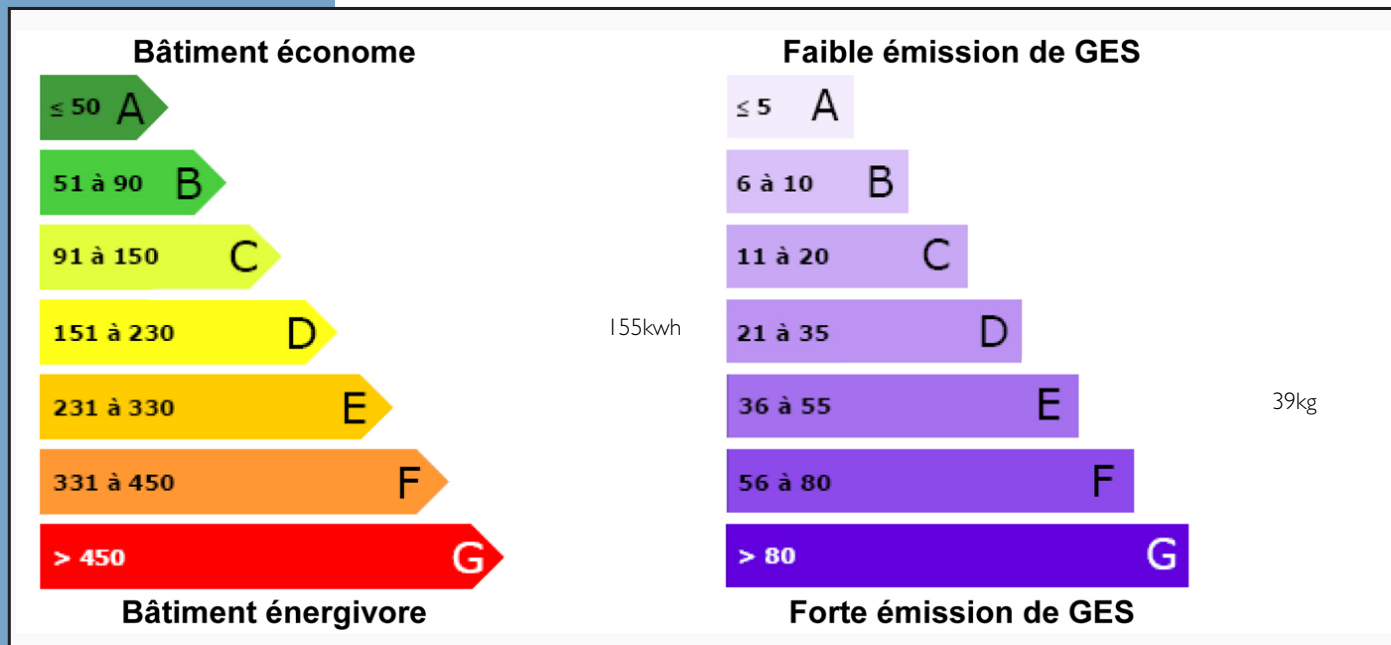 Bâtiment économe
≤ 50 A
51 à 90 B
91 à 150 C
151 à 230 D
155kwh
231 à 330 E
331 à 450 F
> 450 G
Bâtiment énergivore
Faible émission de GES
≤ 5 A
6 à 10 B
11 à 20 C
21 à 35 D
36 à 55 E
39kg
56 à 80 F
> 80 G
Forte émission de GES